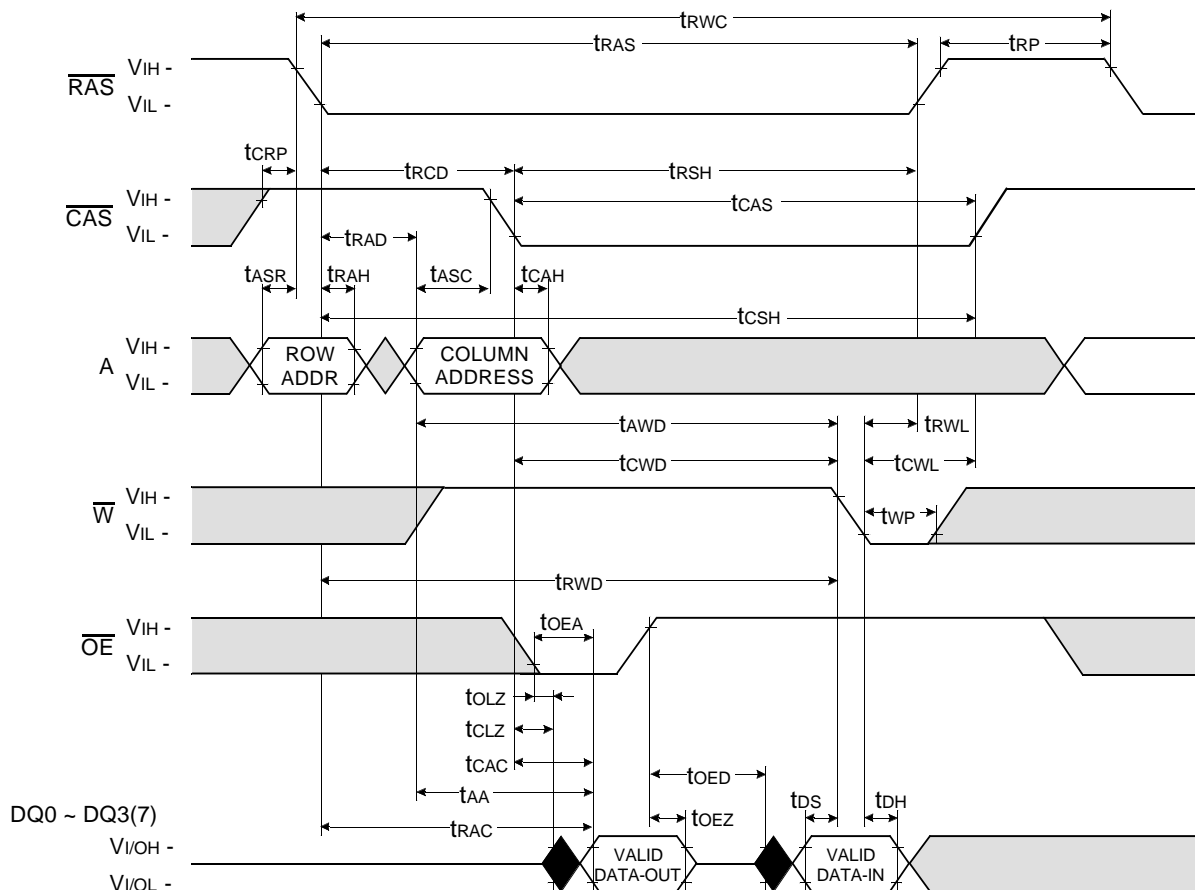 tRWC
tRAS
tRP
RAS
VIH -
VIL -
tCRP
tRCD
tRSH
CAS
VIH -
VIL -
tCAS
tRAD
tASR
tRAH
tASC
tCAH
tCSH
A
VIH -
VIL -
ROW
ADDR
COLUMN
ADDRESS
tAWD
tRWL
tCWD
tCWL
W
VIH -
VIL -
tWP
tRWD
OE
VIH -
VIL -
tOEA
tOLZ
tCLZ
tCAC
tOED
tAA
tDS
tDH
DQ0 ~ DQ3(7)
tRAC
tOEZ
VI/OH -
VI/OL -
VALID
DATA-OUT
VALID
DATA-IN